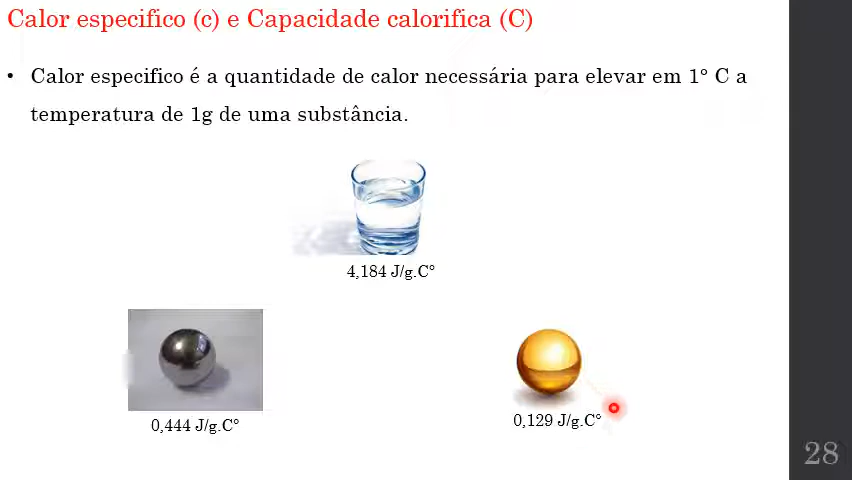 Calor especifico (c) e Capacidade calorifica (C)
• Calor especifico é a quantidade de calor necessária para elevar em 1° C a
temperatura de 1g de uma substância.
4,184 J/g.C°
0,444 J/g.C°
0,129 J/g.C°
28